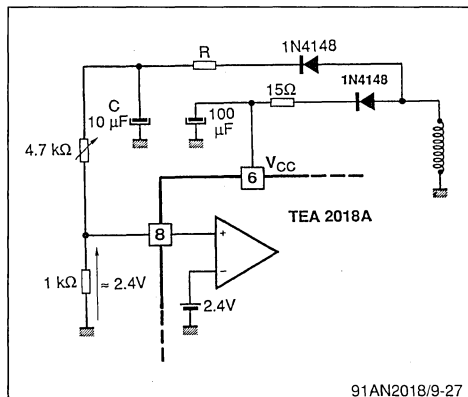 1N4148
R
1N4148
15Ω
C
10 µF
100
µF
4.7 kΩ
VCC
6
TEA 2018A
8
+
1 kΩ
≈ 2.4V
−
2.4V
91AN2018/9-27